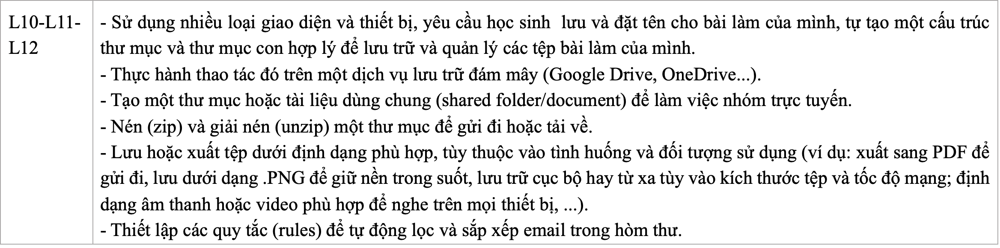 L10-L11-
L12
- Sử dụng nhiều loại giao diện và thiết bị, yêu cầu học sinh  lưu và đặt tên cho bài làm của mình, tự tạo một cấu trúc
thư mục và thư mục con hợp lý để lưu trữ và quản lý các tệp bài làm của mình.
- Thực hành thao tác đó trên một dịch vụ lưu trữ đám mây (Google Drive, OneDrive...).
- Tạo một thư mục hoặc tài liệu dùng chung (shared folder/document) để làm việc nhóm trực tuyến.
- Nén (zip) và giải nén (unzip) một thư mục để gửi đi hoặc tải về.
- Lưu hoặc xuất tệp dưới định dạng phù hợp, tùy thuộc vào tình huống và đối tượng sử dụng (ví dụ: xuất sang PDF để
gửi đi, lưu dưới dạng .PNG để giữ nền trong suốt, lưu trữ cục bộ hay từ xa tùy vào kích thước tệp và tốc độ mạng; định
dạng âm thanh hoặc video phù hợp để nghe trên mọi thiết bị, ...).
- Thiết lập các quy tắc (rules) để tự động lọc và sắp xếp email trong hòm thư.